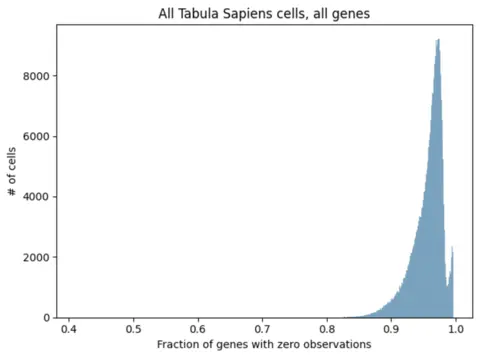 All Tabula Sapiens cells, all genes
# of cells
8000
6000
4000
2000
0
0.4 0.5 0.6 0.7 0.8 0.9 1.0
Fraction of genes with zero observations